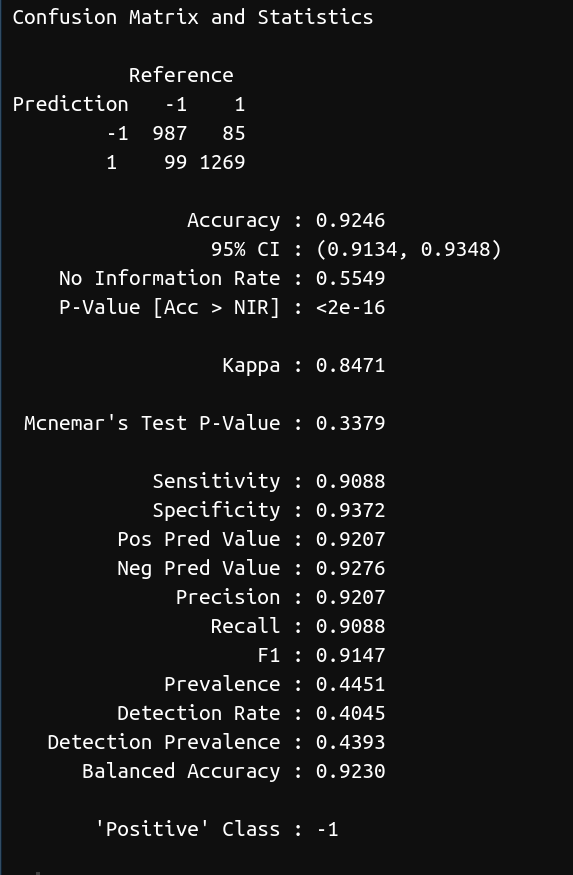 Confusion Matrix and Statistics
Reference
Prediction -1 1
-1 987 85
1 99 1269
Accuracy : 0.9246
95% CI : (0.9134, 0.9348)
No Information Rate : 0.5549
P-Value [Acc > NIR] : <2e-16
Kappa : 0.8471
Mcnemar's Test P-Value : 0.3379
Sensitivity : 0.9088
Specificity : 0.9372
Pos Pred Value : 0.9207
Neg Pred Value : 0.9276
Precision : 0.9207
Recall : 0.9088
F1 : 0.9147
Prevalence : 0.4451
Detection Rate : 0.4045
Detection Prevalence : 0.4393
Balanced Accuracy : 0.9230
'Positive' Class : -1